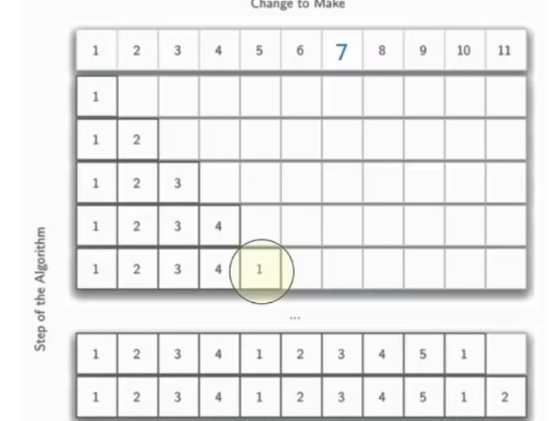 Change to Make
1 2 3 4 5 6 7 8 9 10 11
1
1 2
1 2 3
1 2 3 4
1 2 3 4 1
...
1 2 3 4 1 2 3 4 5 1
1 2 3 4 1 2 3 4 5 1 2
Step of the Algorithm